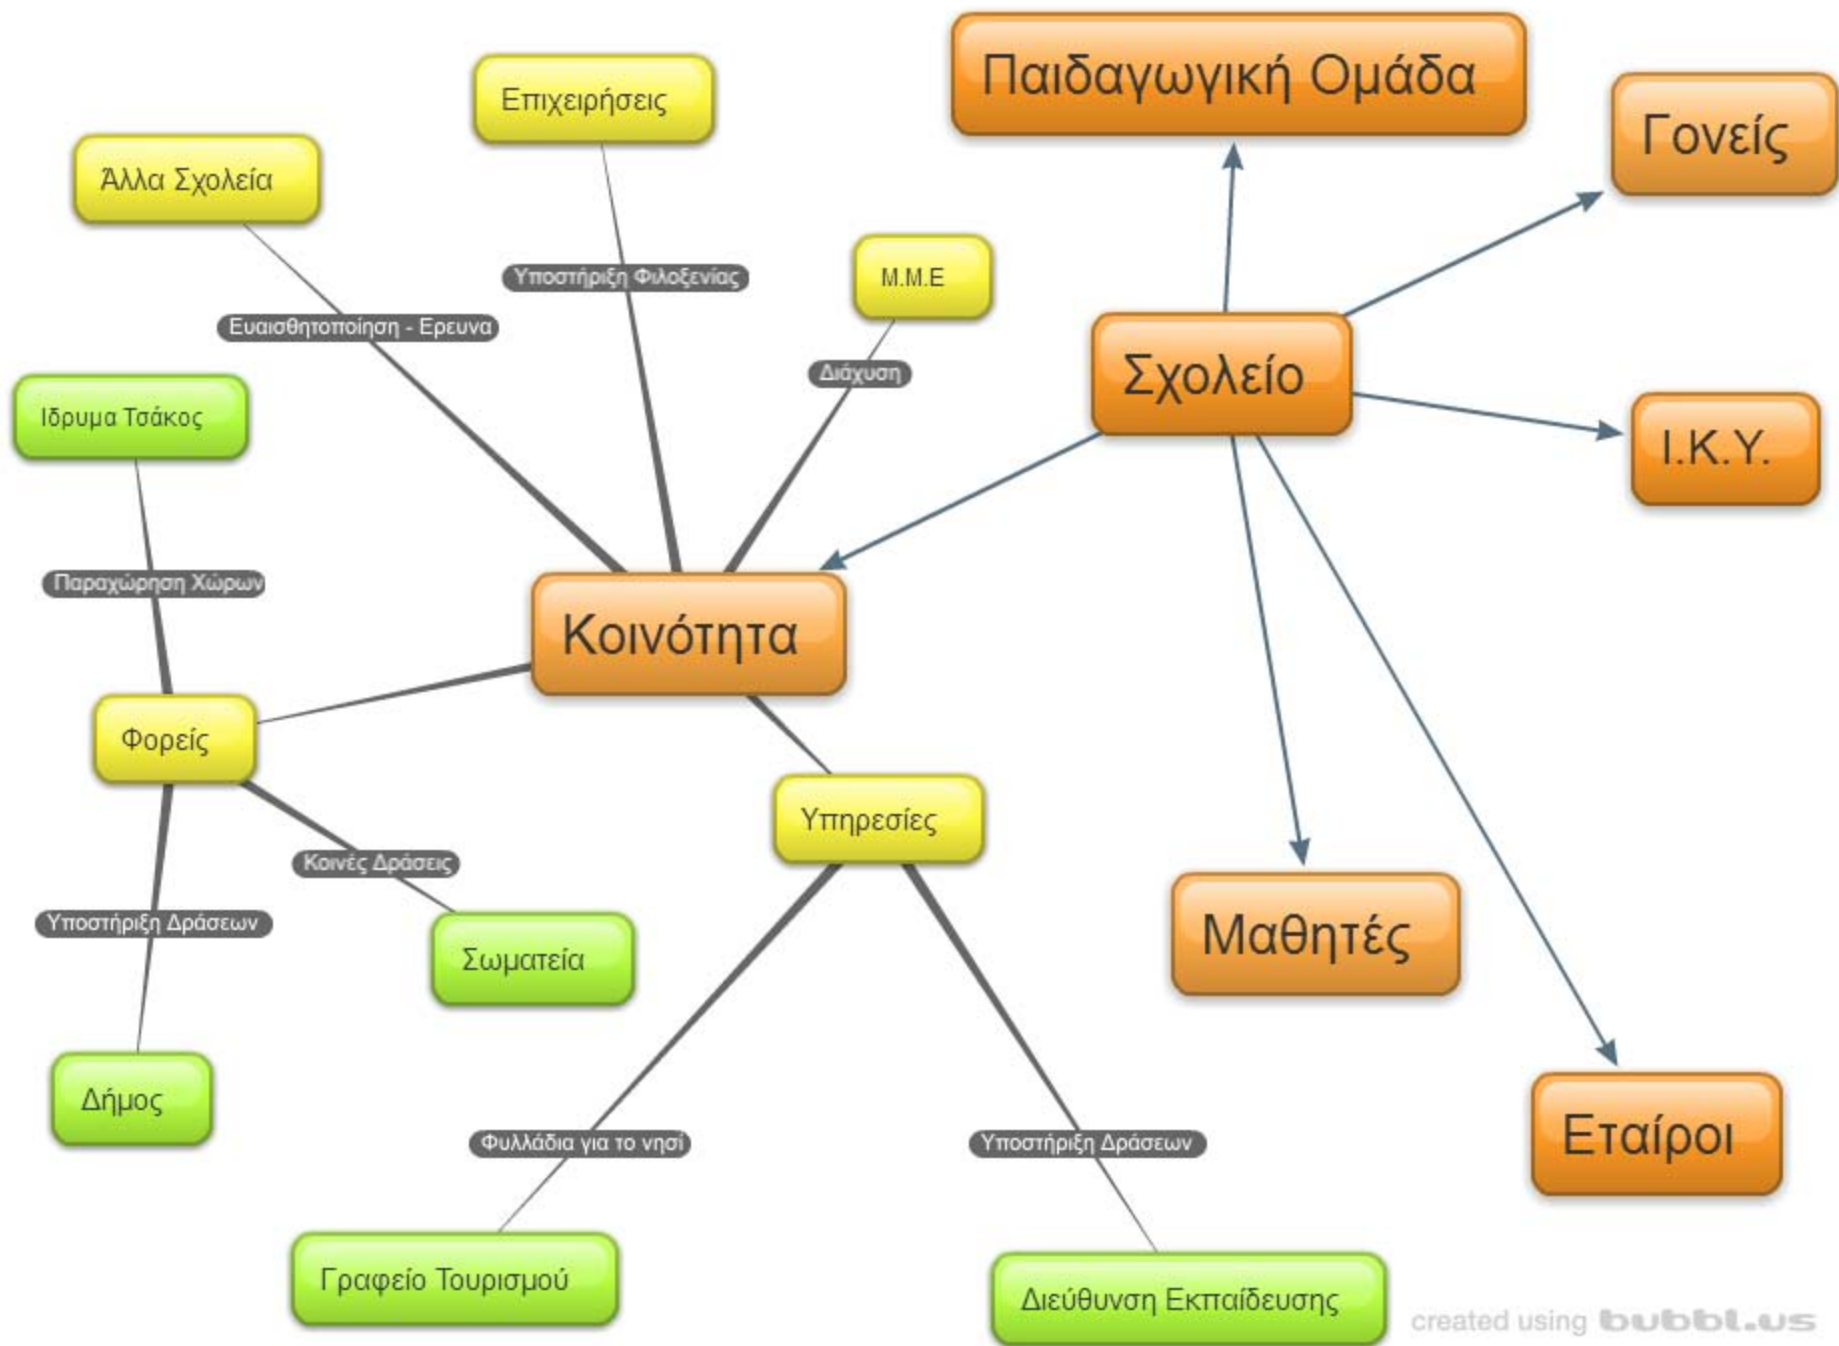 Παιδαγωγική Ομάδα
Επιχειρήσεις
Γονείς
Άλλα Σχολεία
Υποστήριξη Φιλοξενίας
Μ.Μ.Ε
Ευαισθητοποίηση - Ερευνα
Διάχυση
Σχολείο
Ιδρυμα Τσάκος
Ι.Κ.Υ.
Παραχώρηση Χώρων
Κοινότητα
Φορείς
Υπηρεσίες
Κοινές Δράσεις
Υποστήριξη Δράσεων
Σωματεία
Μαθητές
Δήμος
Φυλλάδια για το νησί
Υποστήριξη Δράσεων
Εταίροι
Γραφείο Τουρισμού
Διεύθυνση Εκπαίδευσης
created using bubbl.us